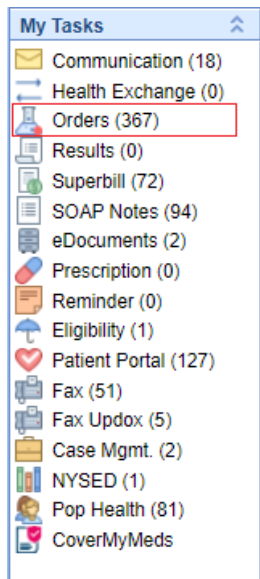 My Tasks
Communication (18)
Health Exchange (0)
Orders (367)
Results (0)
Superbill (72)
SOAP Notes (94)
eDocuments (2)
Prescription (0)
Reminder (0)
Eligibility (1)
Patient Portal (127)
Fax (51)
Fax Updox (5)
Case Mgmt. (2)
NYSED (1)
Pop Health (81)
CoverMyMeds